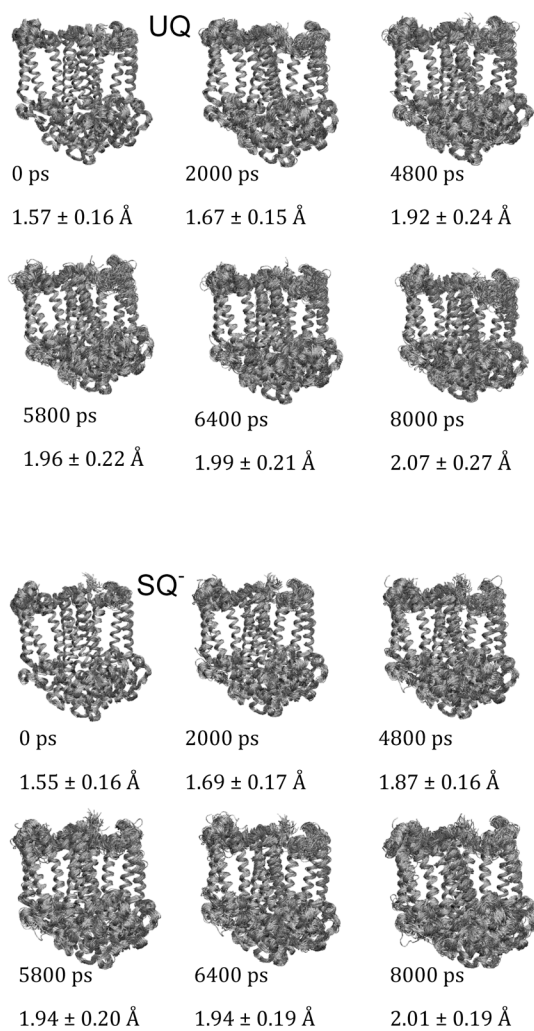 UQ
0 ps 2000 ps 4800 ps
1.57 ± 0.16 Å 1.67 ± 0.15 Å 1.92 ± 0.24 Å
5800 ps 6400 ps 8000 ps
1.96 ± 0.22 Å 1.99 ± 0.21 Å 2.07 ± 0.27 Å
SQ⁻
0 ps 2000 ps 4800 ps
1.55 ± 0.16 Å 1.69 ± 0.17 Å 1.87 ± 0.16 Å
5800 ps 6400 ps 8000 ps
1.94 ± 0.20 Å 1.94 ± 0.19 Å 2.01 ± 0.19 Å